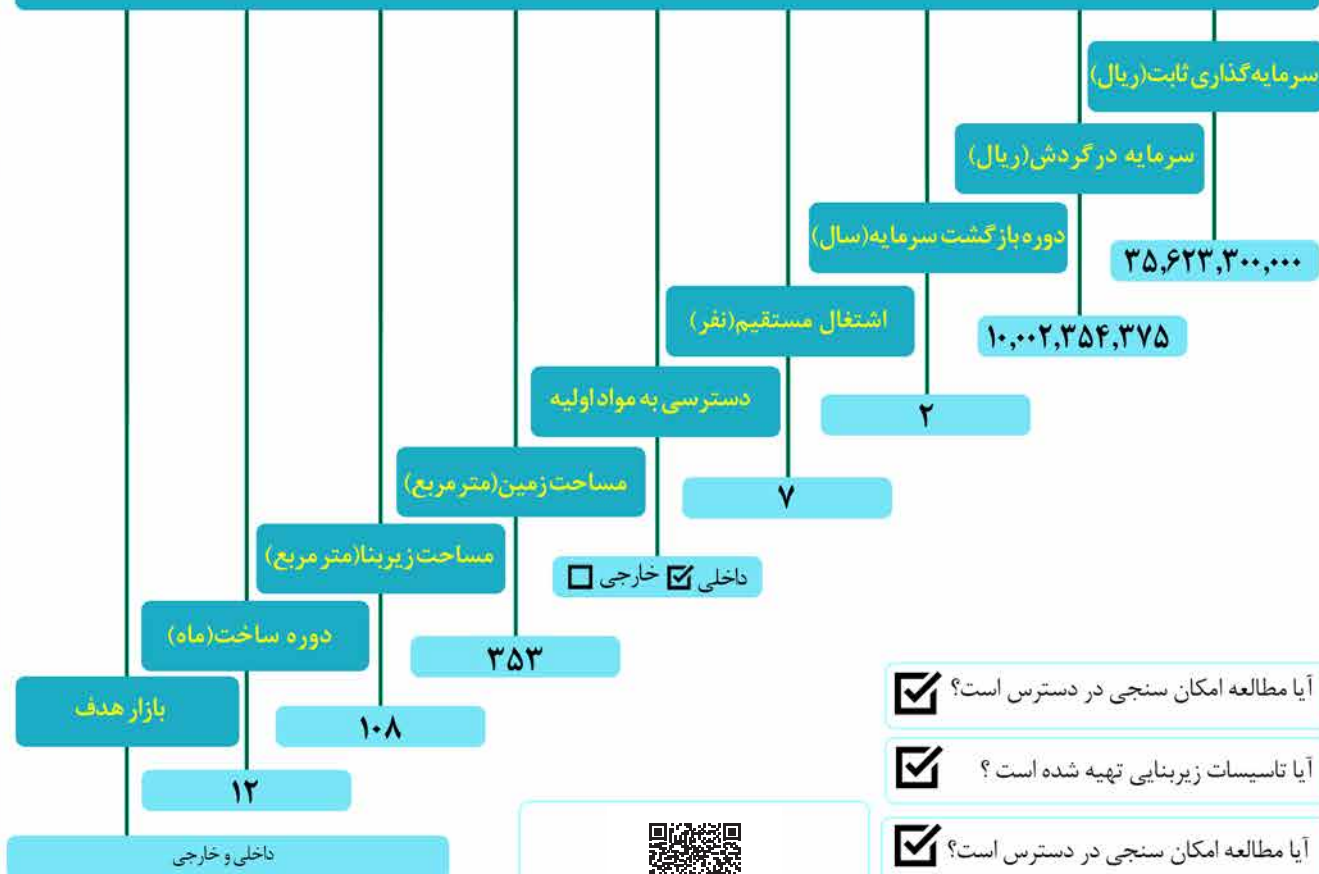 سرمایه‌گذاری ثابت(ریال)
۳۵,۶۲۳,۳۰۰,۰۰۰
سرمایه در گردش(ریال)
۱۰,۰۰۲,۳۵۴,۳۷۵
دوره بازگشت سرمایه(سال)
۲
اشتغال مستقیم(نفر)
۷
دسترسی به مواد اولیه
داخلی ☑ خارجی ☐
مساحت زمین(متر مربع)
۳۵۳
مساحت زیربنا(متر مربع)
۱۰۸
دوره ساخت(ماه)
۱۲
بازار هدف
داخلی و خارجی
آیا مطالعه امکان سنجی در دسترس است؟ ☑
آیا تاسیسات زیربنایی تهیه شده است ؟ ☑
آیا مطالعه امکان سنجی در دسترس است؟ ☑